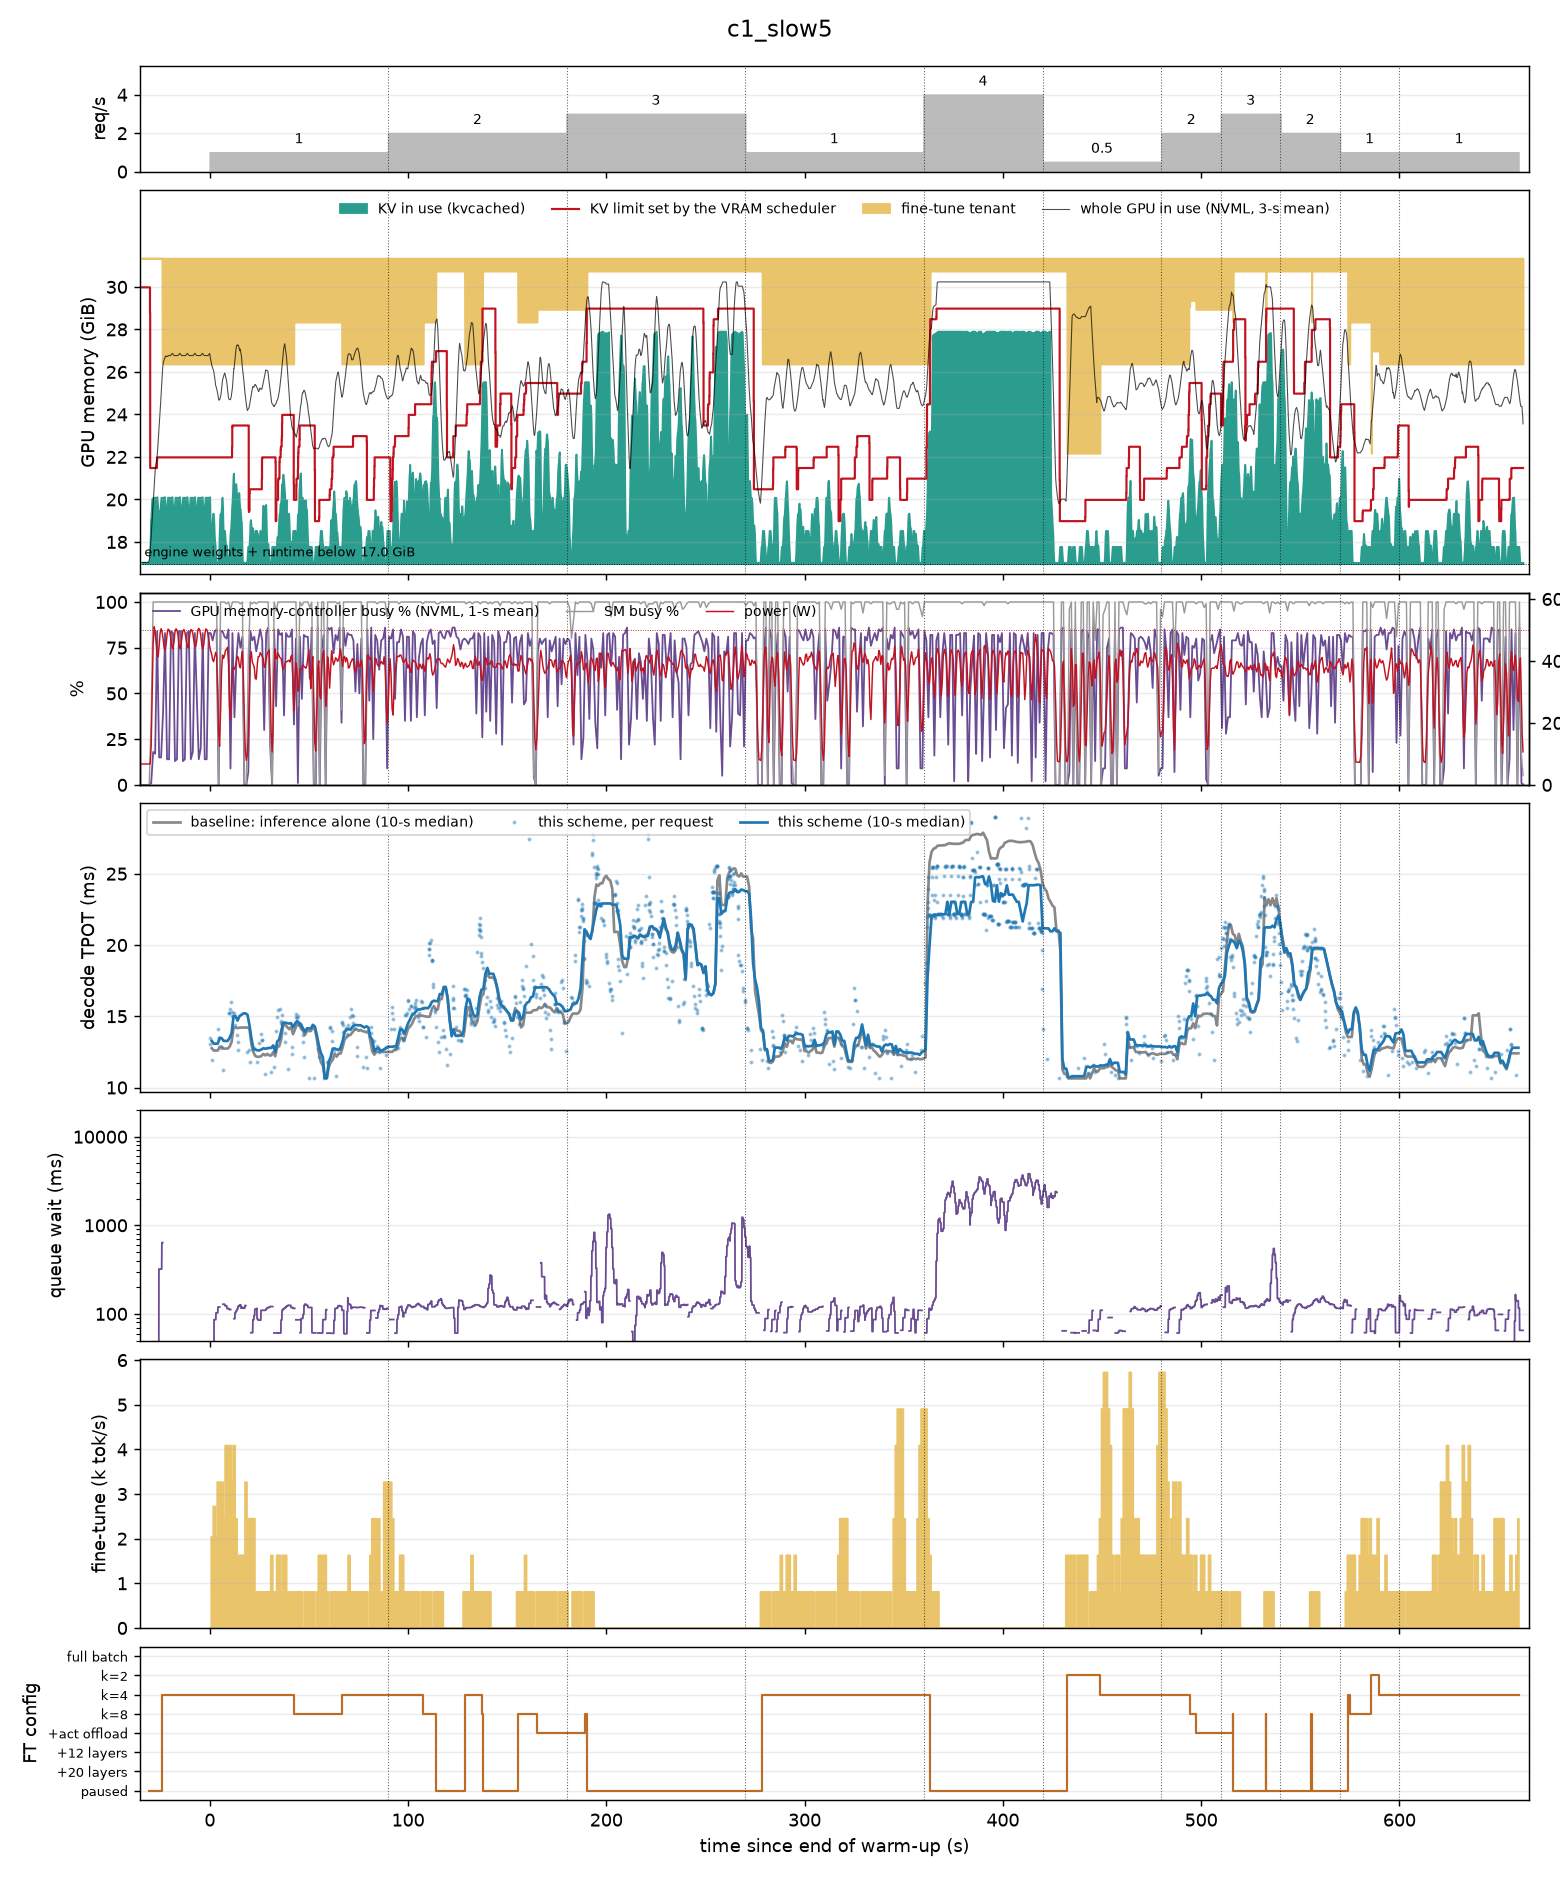 c1_slow5
req/s
4
2
0
1
2
3
1
4
0.5
2
3
2
1
1
GPU memory (GiB)
KV in use (kvcached)
KV limit set by the VRAM scheduler
fine-tune tenant
whole GPU in use (NVML, 3-s mean)
30
28
26
24
22
20
18
engine weights + runtime below 17.0 GiB
%
100
75
50
25
0
GPU memory-controller busy % (NVML, 1-s mean)
SM busy %
power (W)
60
40
20
0
decode TPOT (ms)
baseline: inference alone (10-s median)
this scheme, per request
this scheme (10-s median)
25
20
15
10
queue wait (ms)
10000
1000
100
fine-tune (k tok/s)
6
5
4
3
2
1
0
FT config
full batch
k=2
k=4
k=8
+act offload
+12 layers
+20 layers
paused
0
100
200
300
400
500
600
time since end of warm-up (s)